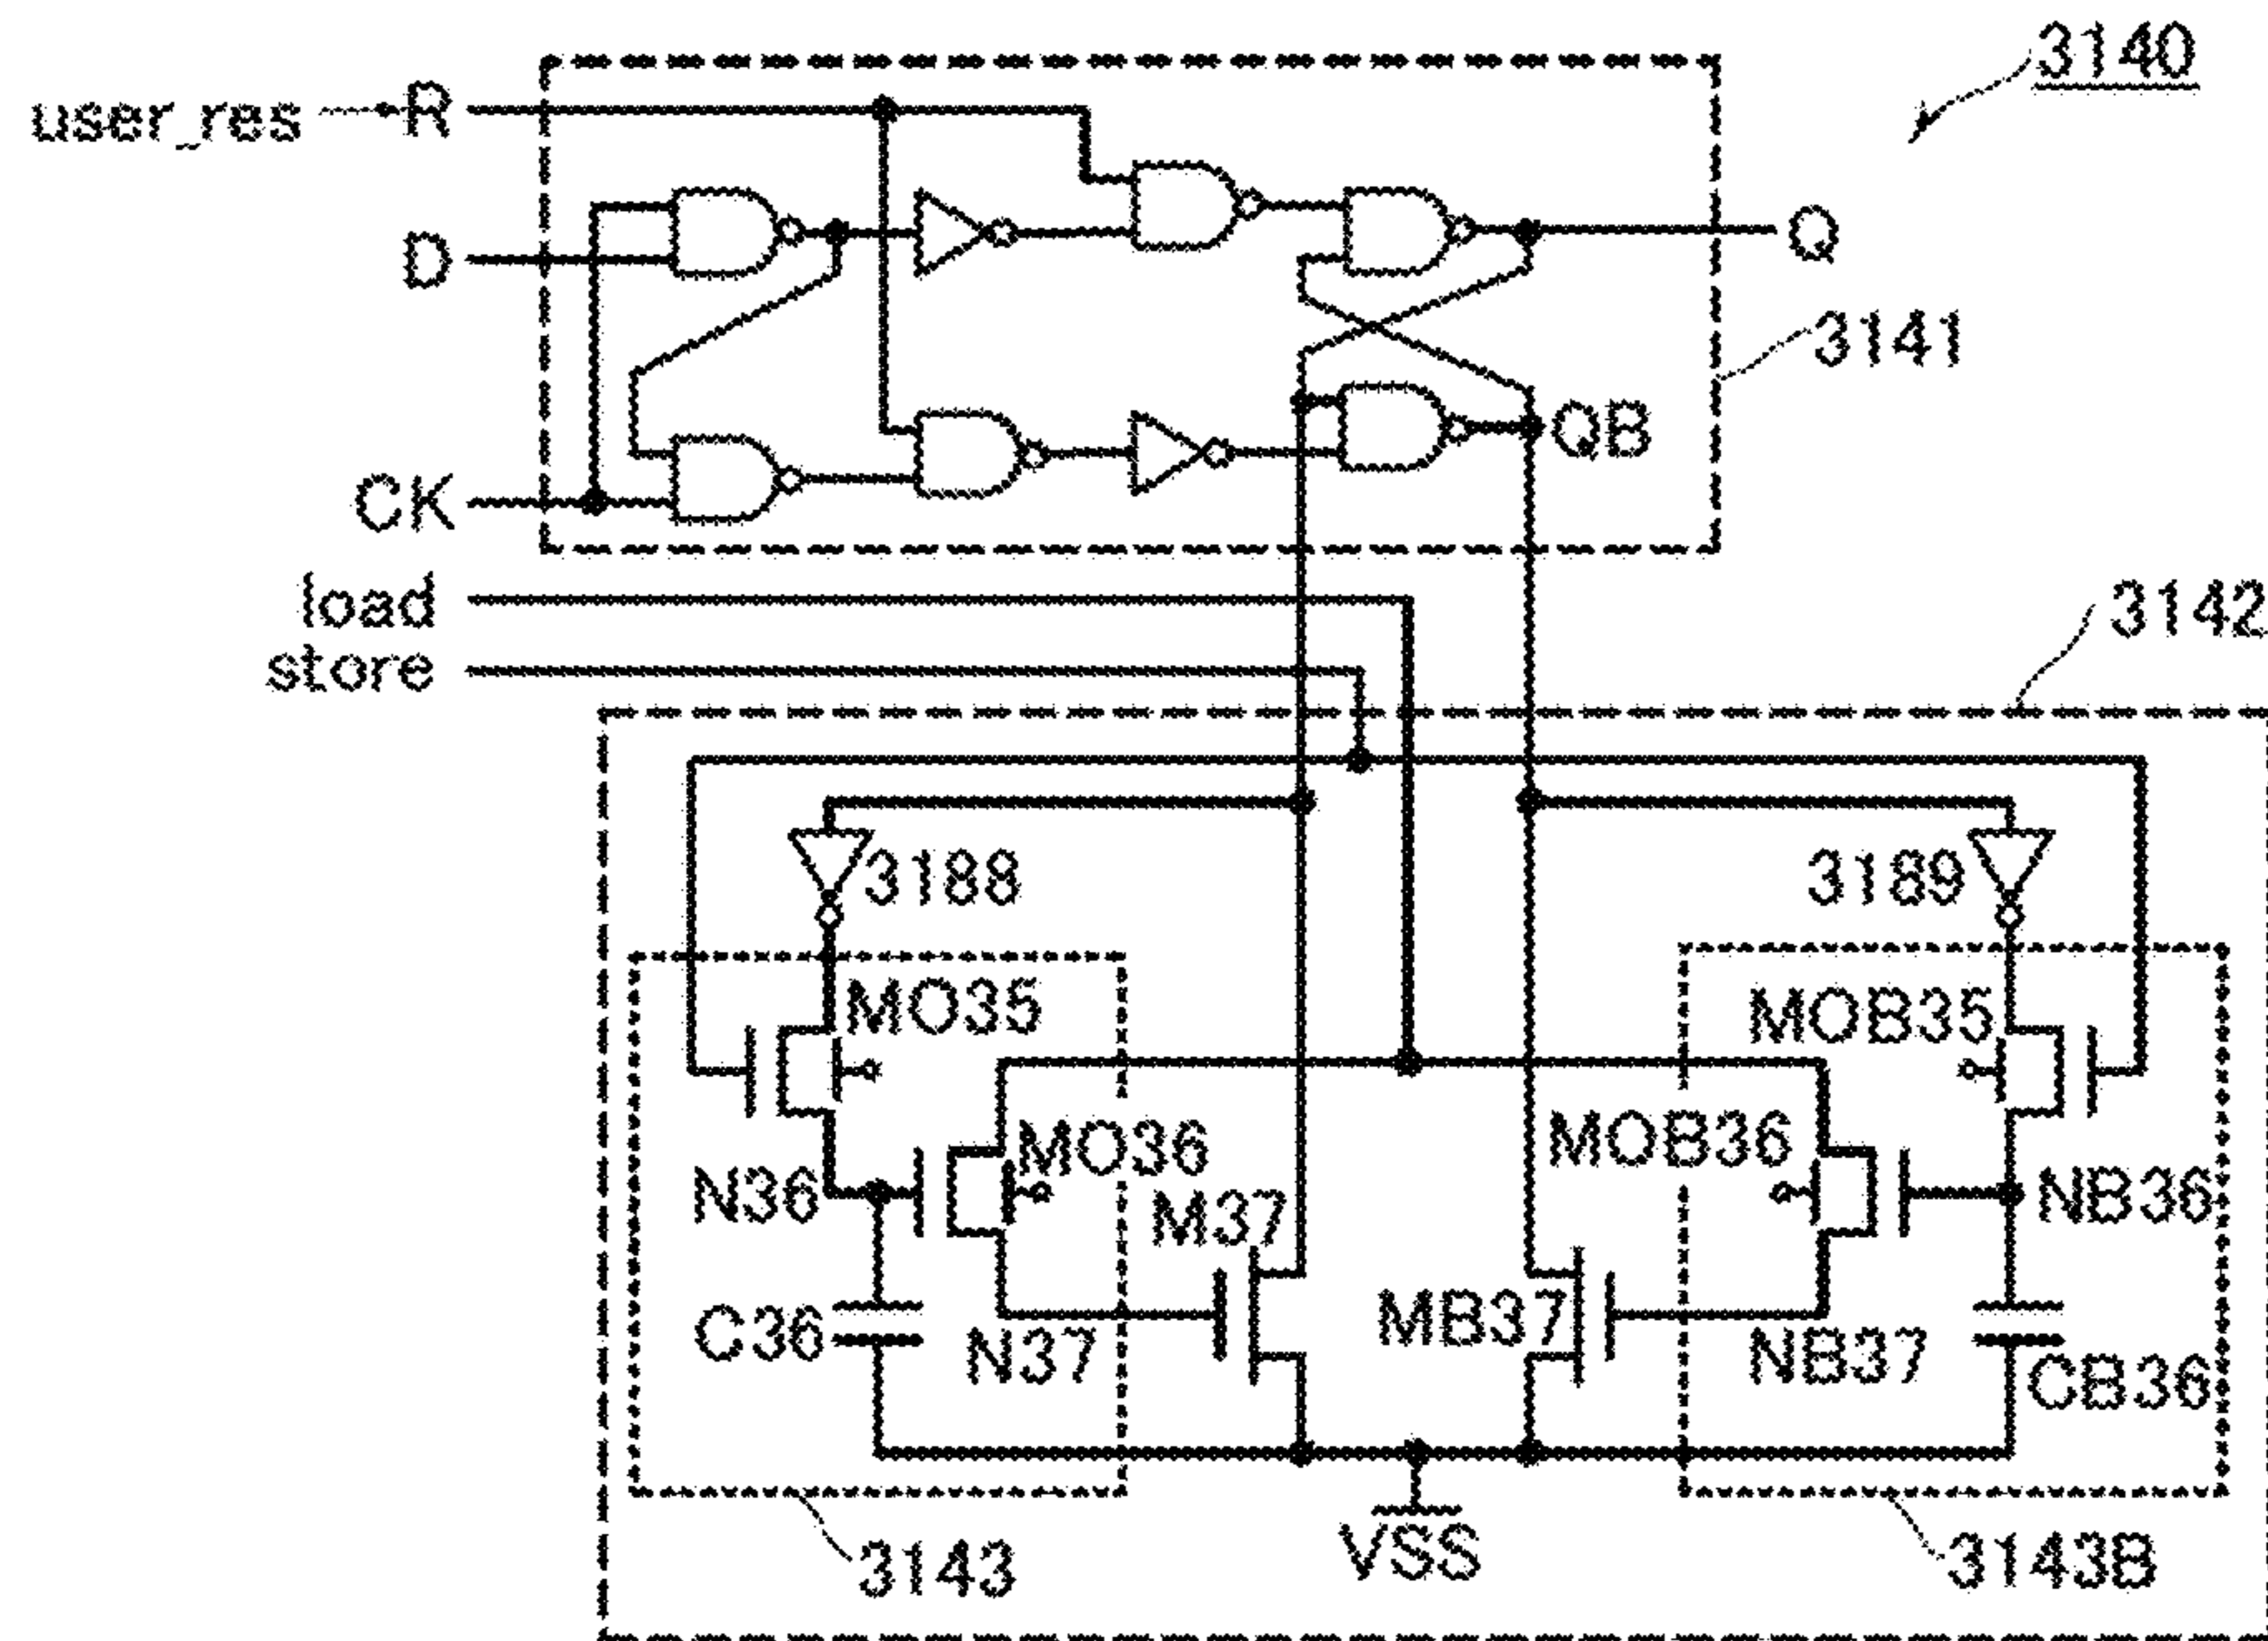 3140
user_res
R
D
Q
3141
QB
CK
load
store
3142
3188
3189
MO35
MOB35
MO36
MOB36
N36
M37
NB36
C36
N37
MB37
NB37
CB36
VSS
3143
3143B